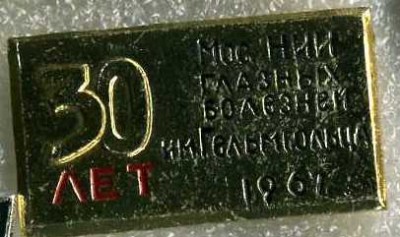 30
ЛЕТ
Мос НИИ
ГЛАЗНЫХ
БОЛЕЗНЕЙ
им. Гельмгольца